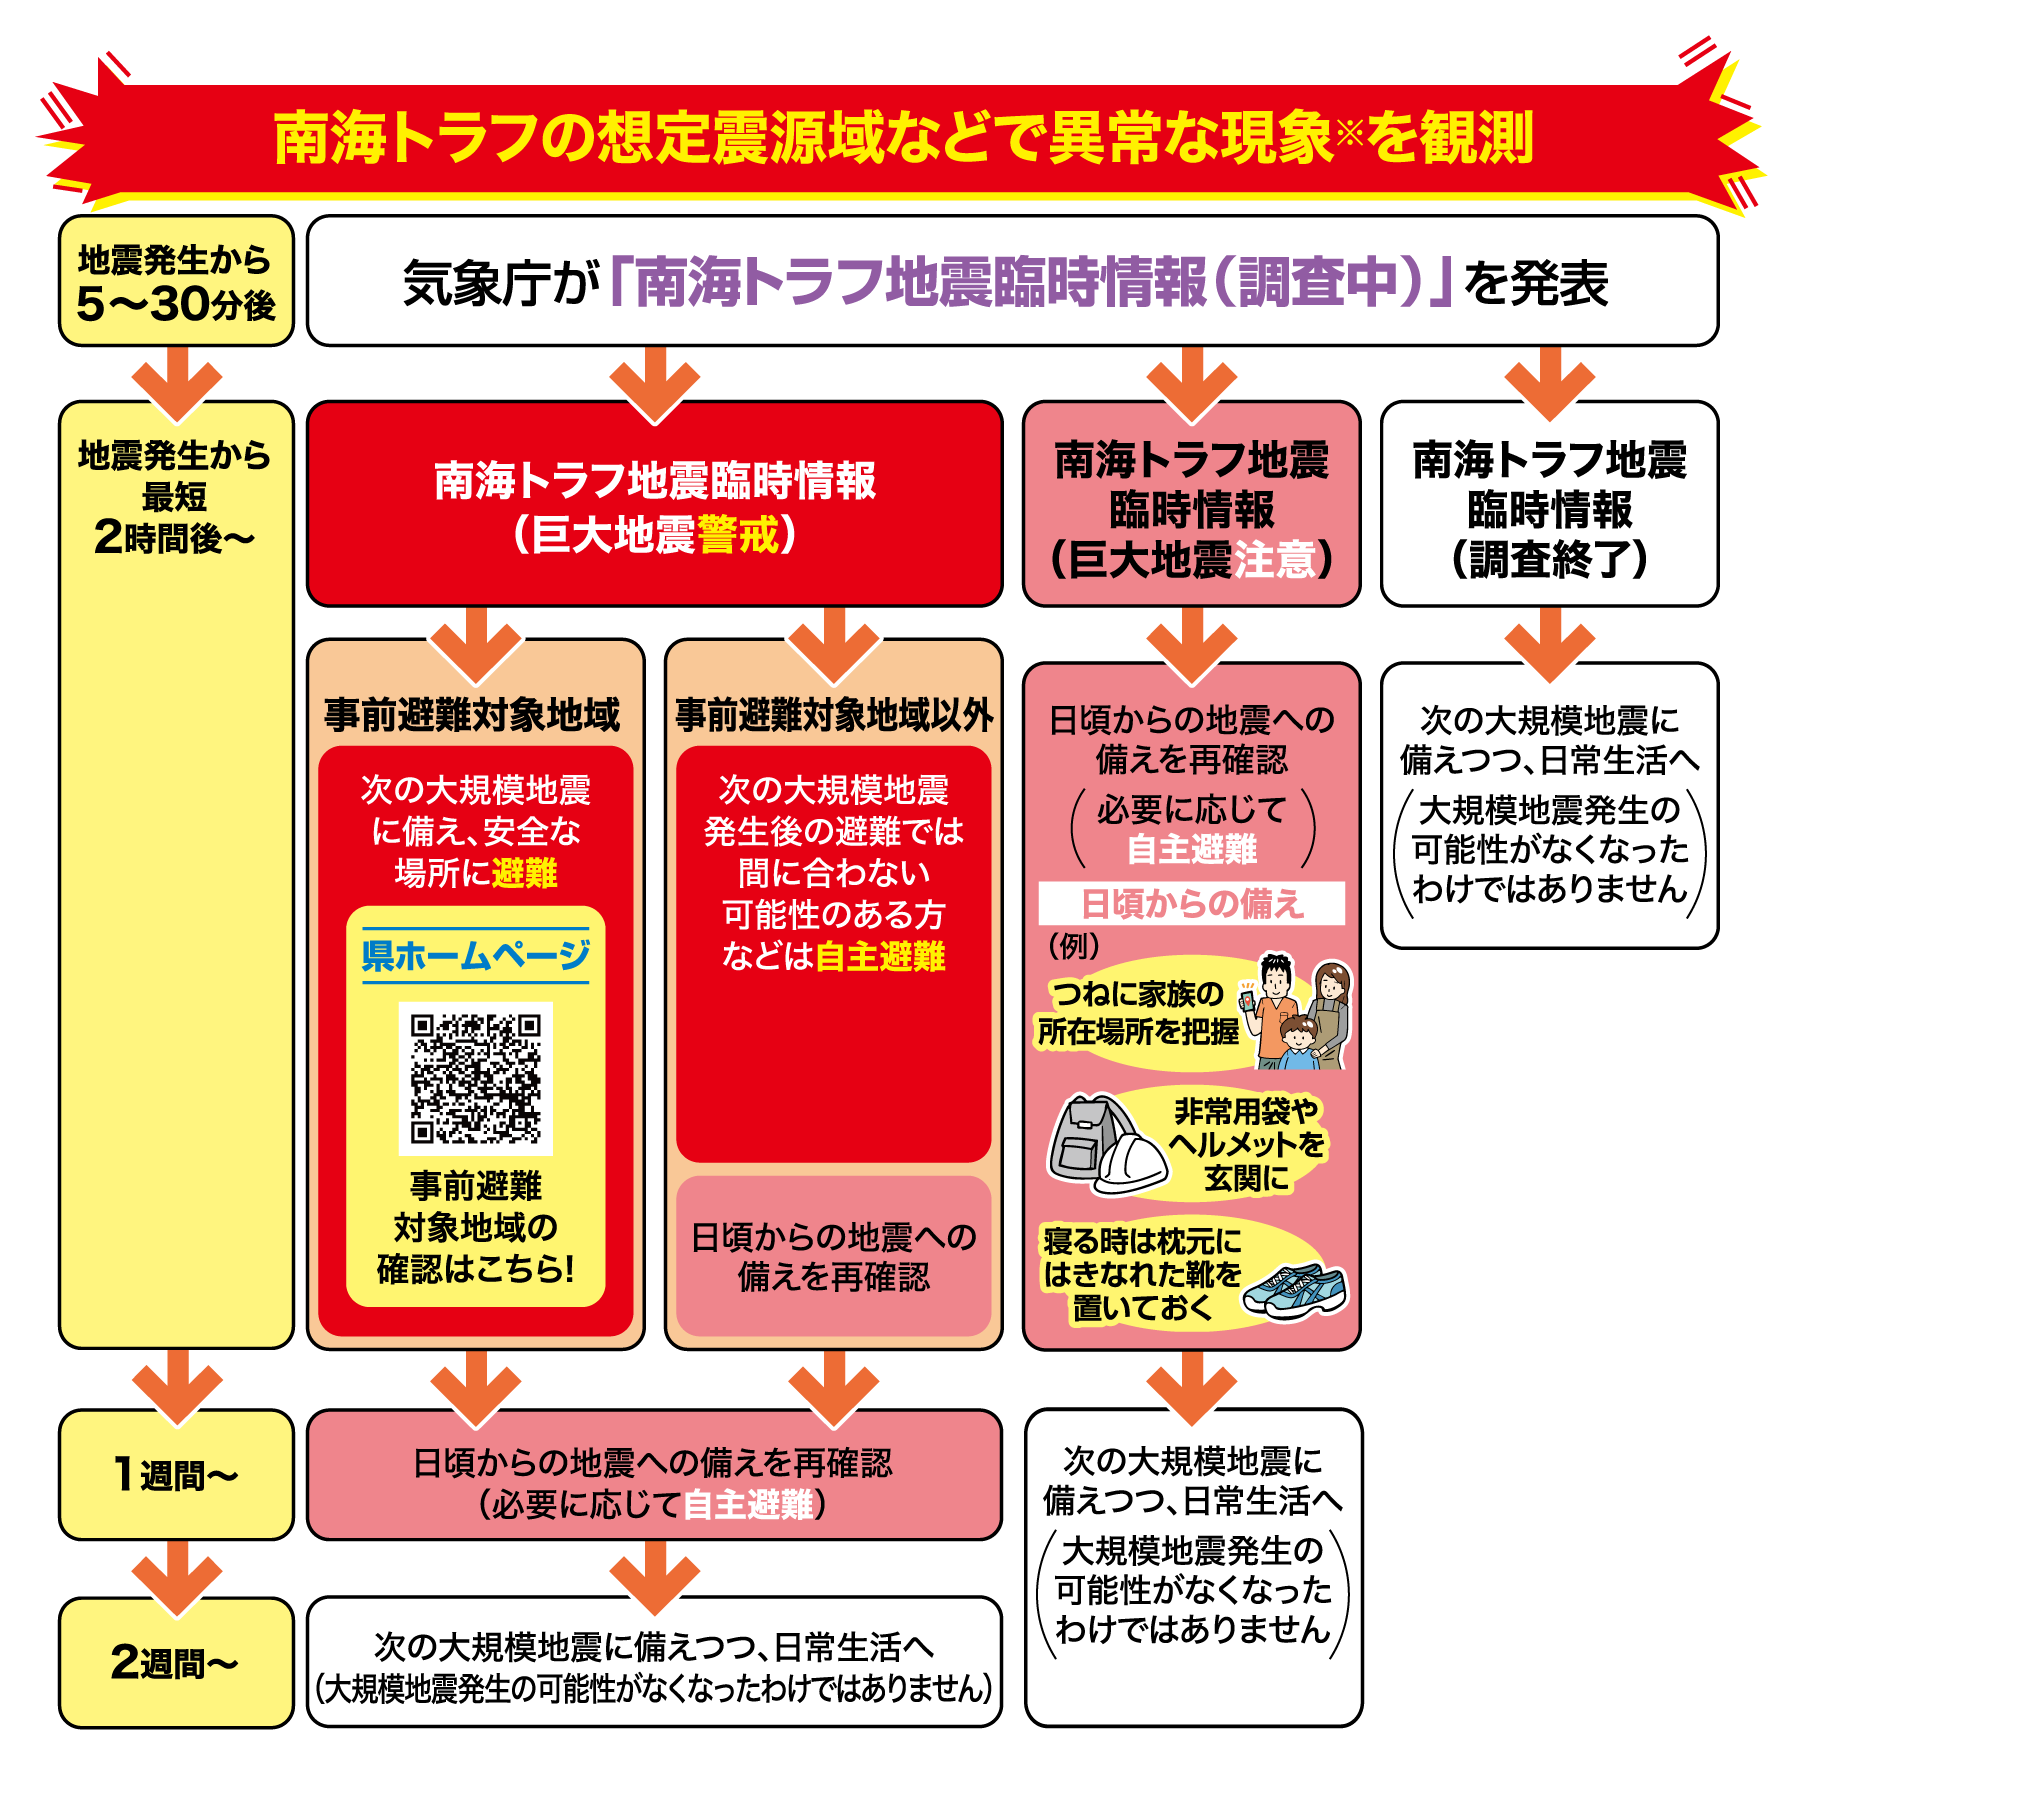 南海トラフの想定震源域などで異常な現象※を観測
地震発生から
5〜30分後
気象庁が「南海トラフ地震臨時情報(調査中)」を発表
地震発生から
最短
2時間後〜
南海トラフ地震臨時情報
(巨大地震警戒)
南海トラフ地震
臨時情報
(巨大地震注意)
南海トラフ地震
臨時情報
(調査終了)
事前避難対象地域
次の大規模地震
に備え、安全な
場所に避難
県ホームページ
事前避難
対象地域の
確認はこちら!
事前避難対象地域以外
次の大規模地震
発生後の避難では
間に合わない
可能性のある方
などは自主避難
日頃からの地震への
備えを再確認
日頃からの地震への
備えを再確認
(必要に応じて
自主避難)
日頃からの備え
(例)
つねに家族の
所在場所を把握
非常用袋や
ヘルメットを
玄関に
寝る時は枕元に
はきなれた靴を
置いておく
次の大規模地震に
備えつつ、日常生活へ
(大規模地震発生の
可能性がなくなった
わけではありません)
1週間〜
日頃からの地震への備えを再確認
(必要に応じて自主避難)
次の大規模地震に
備えつつ、日常生活へ
(大規模地震発生の
可能性がなくなった
わけではありません)
2週間〜
次の大規模地震に備えつつ、日常生活へ
(大規模地震発生の可能性がなくなったわけではありません)